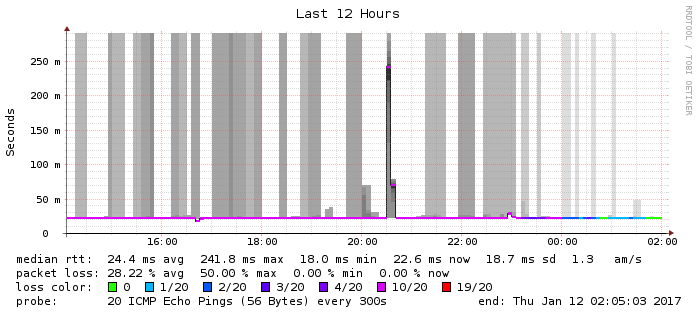 Last 12 Hours
RRDTOOL / TOBI OETIKER
Seconds
250 m
200 m
150 m
100 m
50 m
0
16:00 18:00 20:00 22:00 00:00 02:00
median rtt: 24.4 ms avg 241.8 ms max 18.0 ms min 22.6 ms now 18.7 ms sd 1.3 am/s
packet loss: 28.22 % avg 50.00 % max 0.00 % min 0.00 % now
loss color: 0 1/20 2/20 3/20 4/20 10/20 19/20
probe: 20 ICMP Echo Pings (56 Bytes) every 300s end: Thu Jan 12 02:05:03 2017